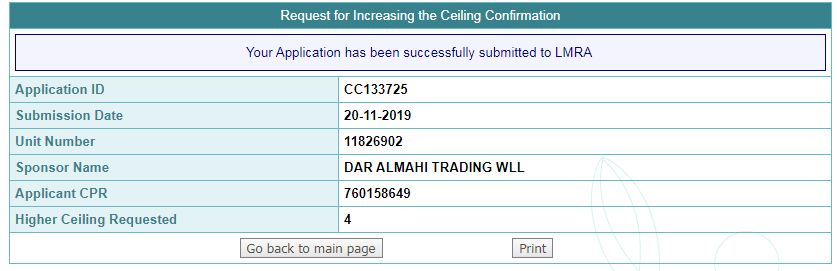 Request for Increasing the Ceiling Confirmation
Your Application has been successfully submitted to LMRA
Application ID CC133725
Submission Date 20-11-2019
Unit Number 11826902
Sponsor Name DAR ALMAHI TRADING WLL
Applicant CPR 760158649
Higher Ceiling Requested 4
Go back to main page Print